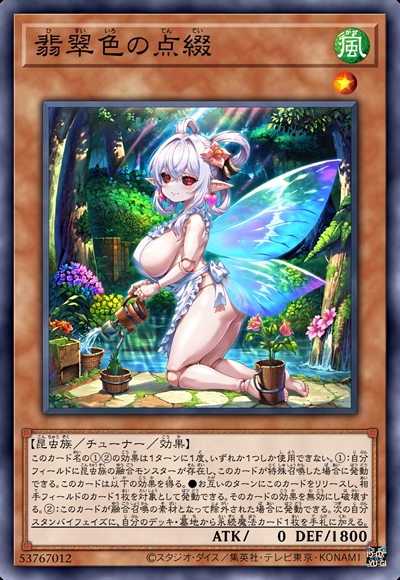 翡翠色の点綴
風
【昆虫族／チューナー／効果】
このカード名の①②の効果は1ターンに1度、いずれか1つしか使用できない。①：自分
フィールドに昆虫族の融合モンスターが存在し、このカードが特殊召喚した場合に発動
できる。このカードは以下の効果を得る。●お互いのターンにこのカードをリリースし、相
手フィールドのカード1枚を対象として発動できる。そのカードの効果を無効にし破壊す
る。②：このカードが融合召喚の素材となって除外された場合に発動できる。次の自分
スタンバイフェイズに、自分のデッキ・墓地から永続魔法カード1枚を手札に加える。
ATK/ 0 DEF/1800
53767012 ©スタジオ・ダイス／集英社・テレビ東京・KONAMI